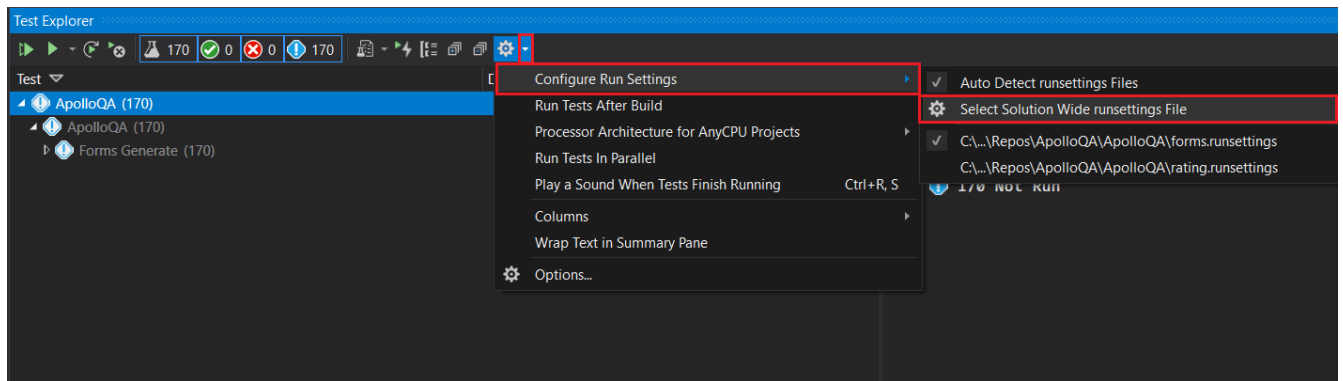 Test Explorer
170 0 0 170
Test D
Configure Run Settings
Auto Detect runsettings Files
ApolloQA (170)
Run Tests After Build
Select Solution Wide runsettings File
ApolloQA (170)
Processor Architecture for AnyCPU Projects
C:\...\Repos\ApolloQA\ApolloQA\forms.runsettings
Forms Generate (170)
Run Tests In Parallel
C:\...\Repos\ApolloQA\ApolloQA\rating.runsettings
Play a Sound When Tests Finish Running Ctrl+R, S
170 Not Run
Columns
Wrap Text in Summary Pane
Options...